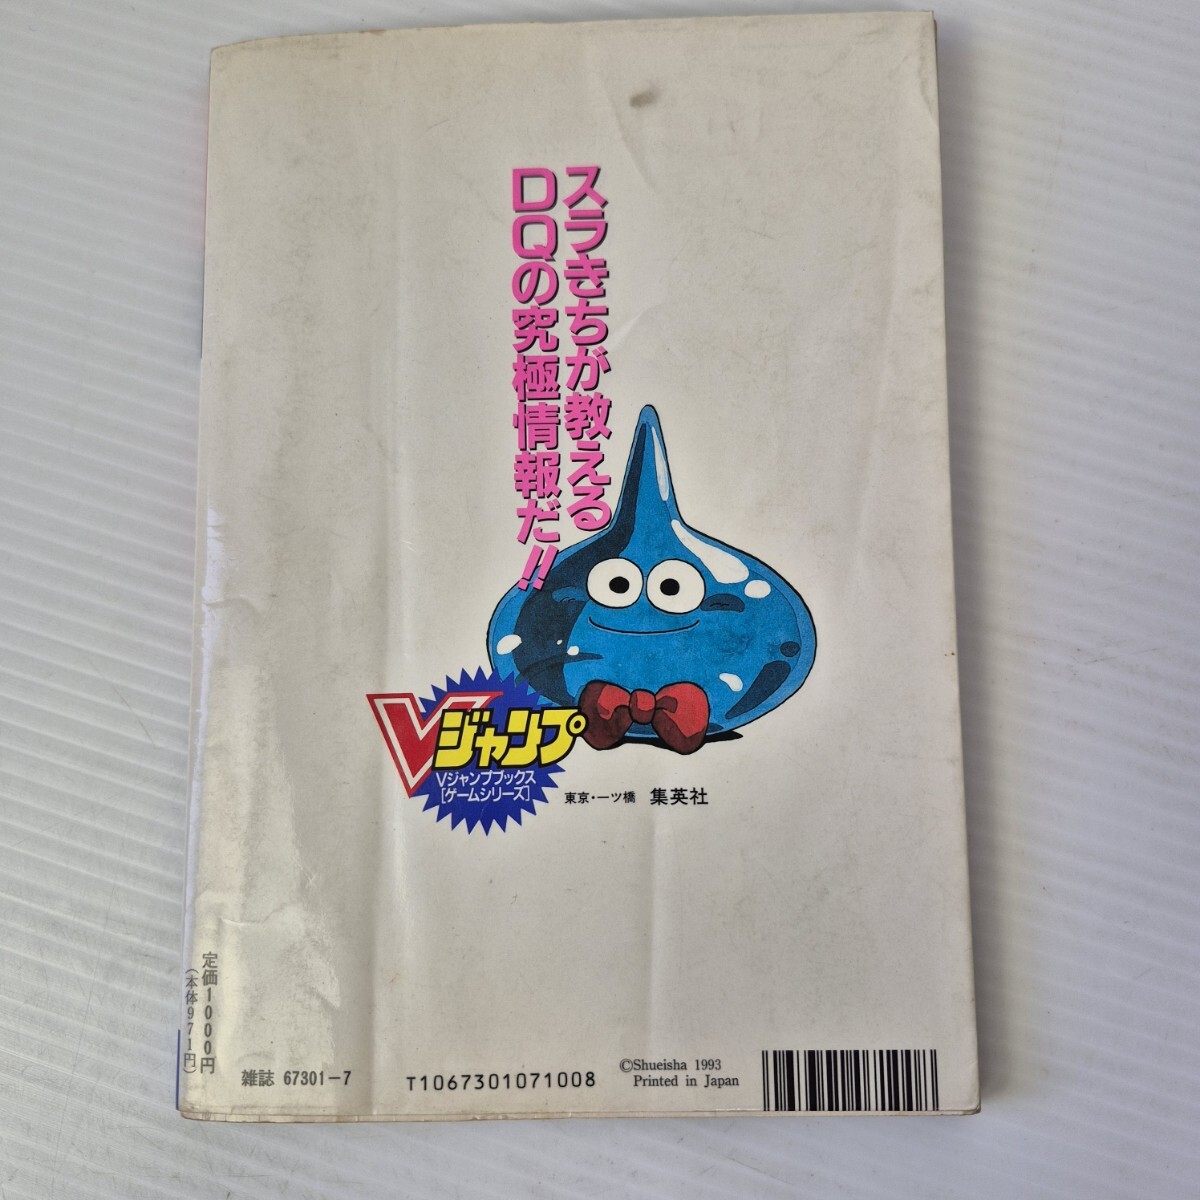 スラきちが教える
DQの究極情報だ!!
Vジャンプ
Vジャンプブックス
[ゲームシリーズ]
東京・一ツ橋 集英社
定価1000円
(本体971円)
雑誌 67301-7
T1067301071008
©Shueisha 1993
Printed in Japan